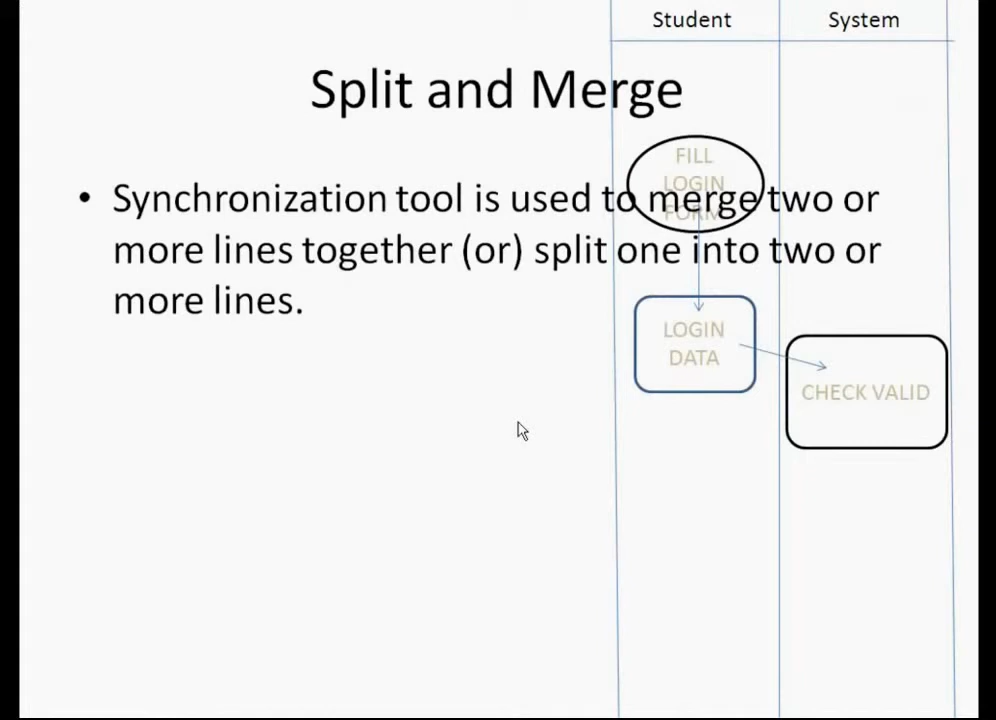 Student System
Split and Merge
• Synchronization tool is used to merge two or
more lines together (or) split one into two or
more lines.
FILL
LOGIN
FORM
LOGIN
DATA
CHECK VALID